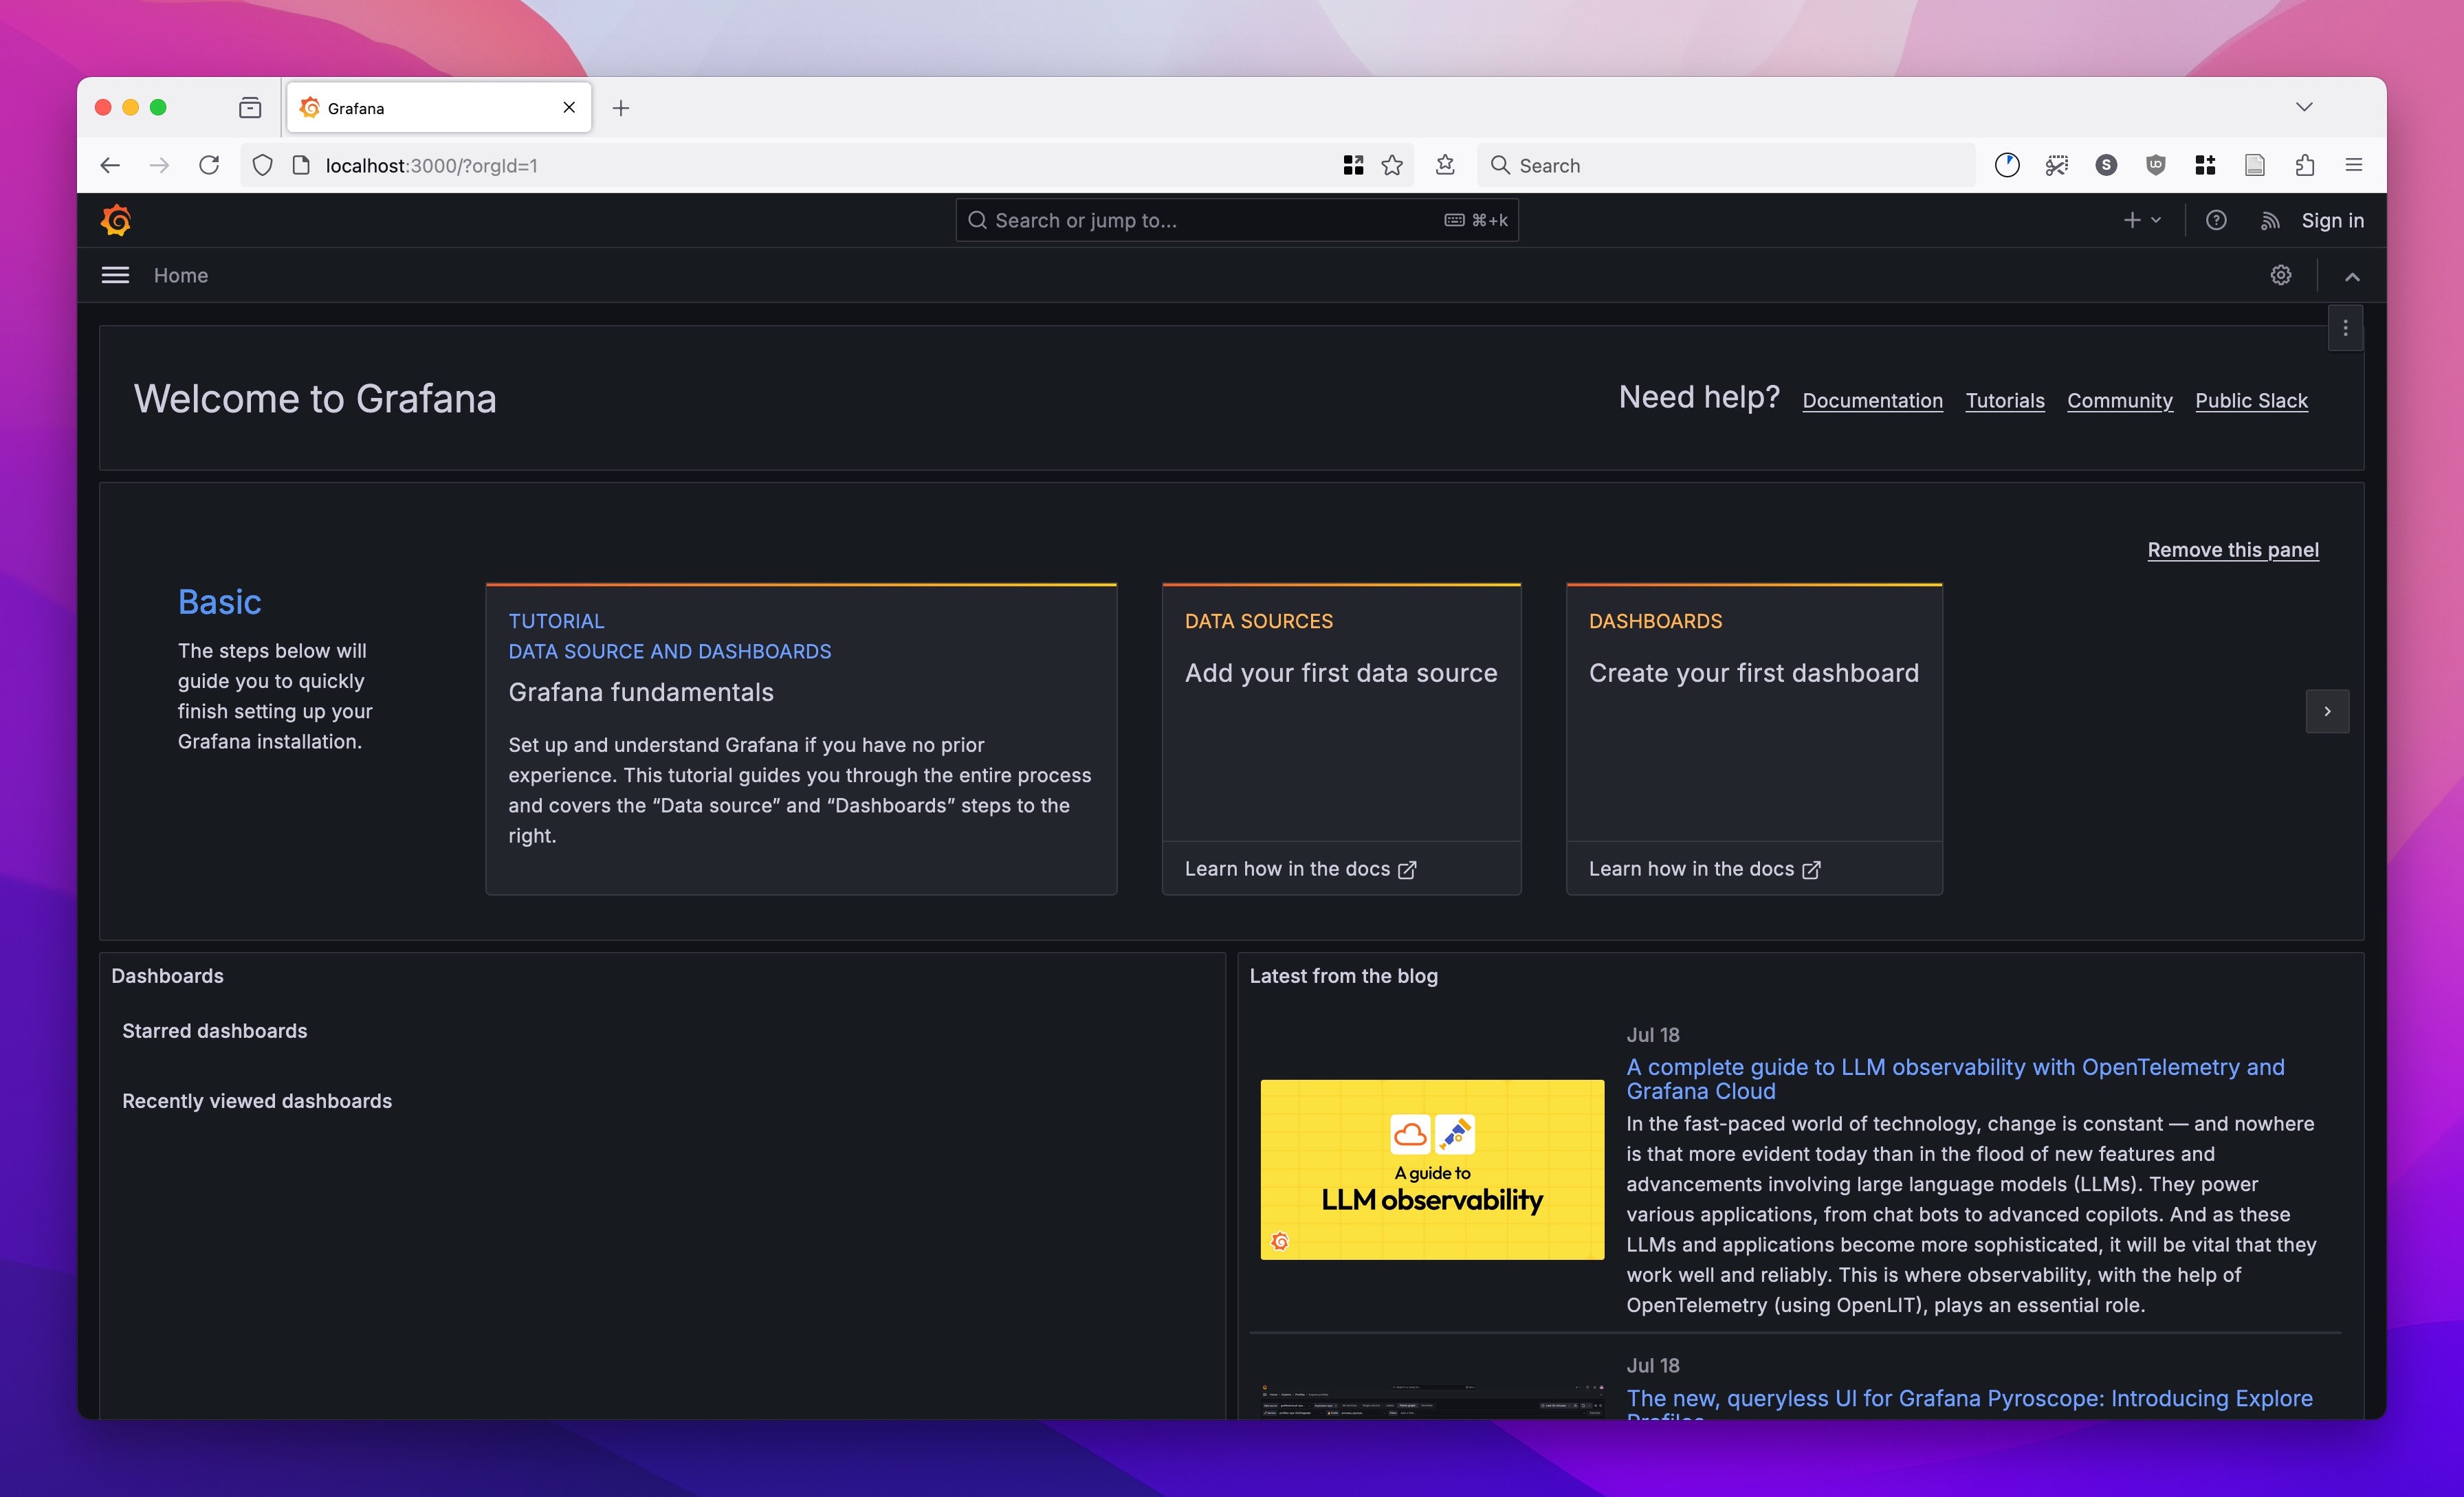 Grafana
localhost:3000/?orgId=1
Search
S
Search or jump to...
⌘+k
Sign in
Home
Welcome to Grafana
Need help?
Documentation
Tutorials
Community
Public Slack
Remove this panel
Basic
The steps below will
guide you to quickly
finish setting up your
Grafana installation.
TUTORIAL
DATA SOURCE AND DASHBOARDS
Grafana fundamentals
Set up and understand Grafana if you have no prior
experience. This tutorial guides you through the entire process
and covers the “Data source” and “Dashboards” steps to the
right.
DATA SOURCES
Add your first data source
Learn how in the docs
DASHBOARDS
Create your first dashboard
Learn how in the docs
Dashboards
Starred dashboards
Recently viewed dashboards
Latest from the blog
A guide to
LLM observability
Jul 18
A complete guide to LLM observability with OpenTelemetry and
Grafana Cloud
In the fast-paced world of technology, change is constant — and nowhere
is that more evident today than in the flood of new features and
advancements involving large language models (LLMs). They power
various applications, from chat bots to advanced copilots. And as these
LLMs and applications become more sophisticated, it will be vital that they
work well and reliably. This is where observability, with the help of
OpenTelemetry (using OpenLIT), plays an essential role.
Jul 18
The new, queryless UI for Grafana Pyroscope: Introducing Explore
Profiles